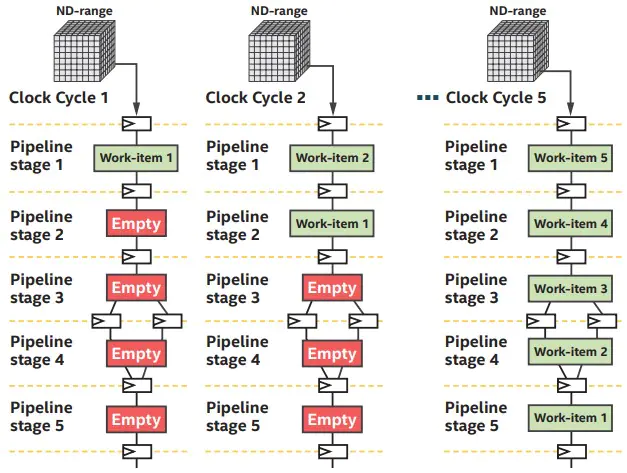 ND-range
Clock Cycle 1
Pipeline
stage 1
Work-item 1
Pipeline
stage 2
Empty
Pipeline
stage 3
Empty
Pipeline
stage 4
Empty
Pipeline
stage 5
Empty
ND-range
Clock Cycle 2
Pipeline
stage 1
Work-item 2
Pipeline
stage 2
Work-item 1
Pipeline
stage 3
Empty
Pipeline
stage 4
Empty
Pipeline
stage 5
Empty
ND-range
... Clock Cycle 5
Pipeline
stage 1
Work-item 5
Pipeline
stage 2
Work-item 4
Pipeline
stage 3
Work-item 3
Pipeline
stage 4
Work-item 2
Pipeline
stage 5
Work-item 1